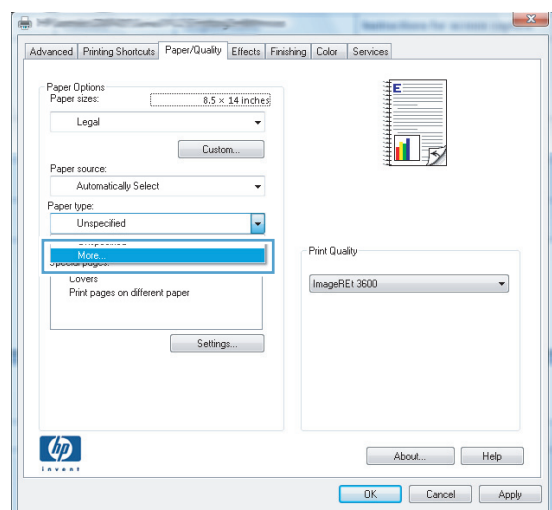 Advanced Printing Shortcuts Paper/Quality Effects Finishing Color Services
Paper Options
Paper sizes: 8.5 × 14 inches
Legal
Custom...
Paper source:
Automatically Select
Paper type:
Unspecified
More...
Covers
Print pages on different paper
Settings...
Print Quality
ImageREt 3600
E
hp
invent
About... Help
OK Cancel Apply